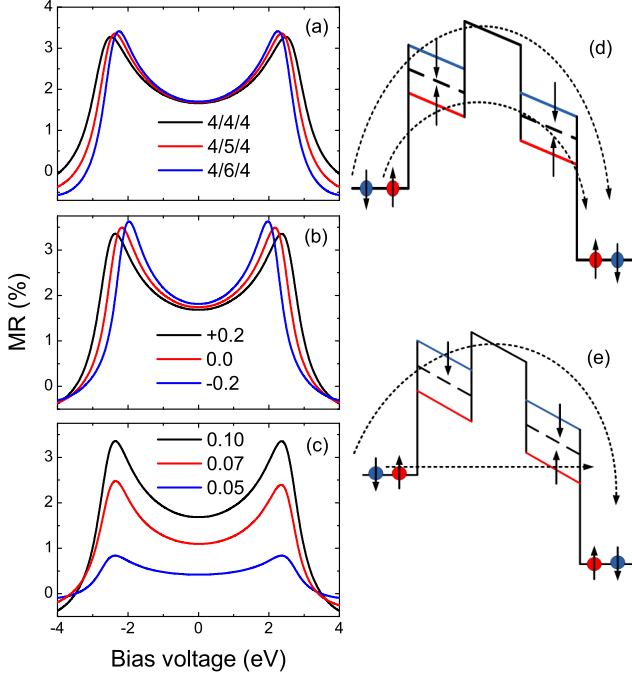 (a)
3
2
1
0
4/4/4
4/5/4
4/6/4
(b)
3
2
1
0
+0.2
0.0
-0.2
MR (%)
(c)
4
3
2
1
0
0.10
0.07
0.05
-4 -2 0 2 4
Bias voltage (eV)
(d)
(e)